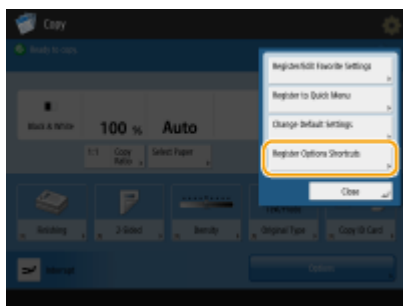 Copy
Ready to copy.
Register/Edit Favorite Settings
Register to Quick Menu
Black & White
100 %
Auto
Change Default Settings
1:1
Copy Ratio
Select Paper
Register Options Shortcuts
Close
Finishing
2-Sided
Density
Original Type
Copy ID Card
Interrupt
Options